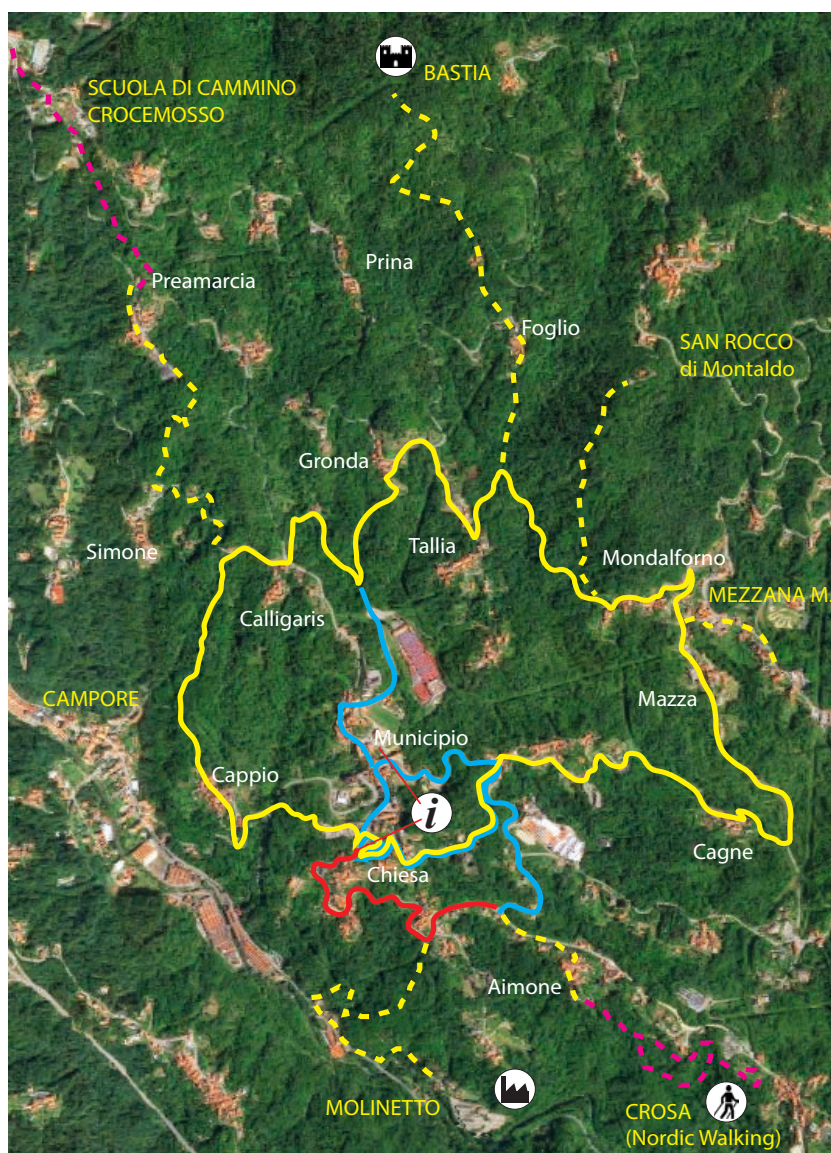 SCUOLA DI CAMMINO
CROCEMOSSO
BASTIA
Preamarcia
Prina
Foglio
SAN ROCCO
di Montaldo
Gronda
Simone
Tallia
Mondalforno
MEZZANA M.
Calligaris
CAMPORE
Mazza
Municipio
Cappio
i
Cagne
Chiesa
Aimone
MOLINETTO
CROSA
(Nordic Walking)